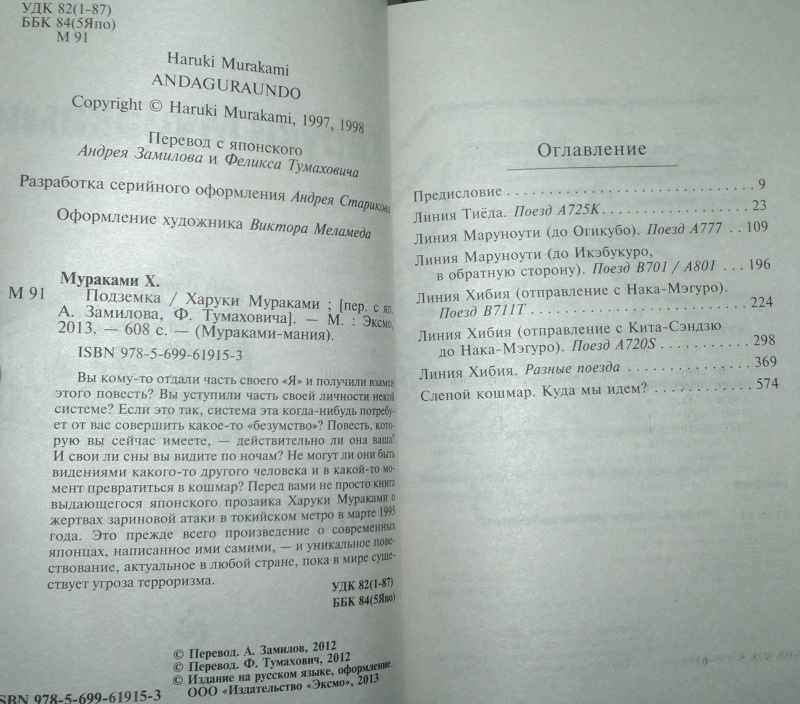 УДК 82(1-87)
ББК 84(5Япо)
М 91
Haruki Murakami
ANDAGURAUNDO
Copyright © Haruki Murakami, 1997, 1998
Перевод с японского
Андрея Замилова и Феликса Тумаховича
Разработка серийного оформления Андрея Старикова
Оформление художника Виктора Меламеда
Мураками Х.
М 91 Подземка / Харуки Мураками ; [пер. с яп.
А. Замилова, Ф. Тумаховича]. — М. : Эксмо,
2013. — 608 с. — (Мураками-мания).
ISBN 978-5-699-61915-3
Вы кому-то отдали часть своего «Я» и получили взамен
этого повесть? Вы уступили часть своей личности некой
системе? Если это так, система эта когда-нибудь потребу-
ет от вас совершить какое-то «безумство»? Повесть, кото-
рую вы сейчас имеете, — действительно ли она ваша?
И свои ли сны вы видите по ночам? Не могут ли они быть
видениями какого-то другого человека и в какой-то мо-
мент превратиться в кошмар? Перед вами не просто книга
выдающегося японского прозаика Харуки Мураками о
жертвах зариновой атаки в токийском метро в марте 1995
года. Это прежде всего произведение о современных
японцах, написанное ими самими, — и уникальное пове-
ствование, актуальное в любой стране, пока в мире суще-
ствует угроза терроризма.
УДК 82(1-87)
ББК 84(5Япо)
© Перевод. А. Замилов, 2012
© Перевод. Ф. Тумахович, 2012
© Издание на русском языке, оформление.
ООО «Издательство «Эксмо», 2013
ISBN 978-5-699-61915-3
Оглавление
Предисловие . . . . . . . . . . . . . . . . . . . . . . . . . . . . . 9
Линия Тиёда. Поезд A725K . . . . . . . . . . . . . . . . . . 23
Линия Маруноути (до Огикубо). Поезд A777 . . 109
Линия Маруноути (до Икэбукуро,
в обратную сторону). Поезд B701 / A801 . . . 196
Линия Хибия (отправление с Нака-Мэгуро).
Поезд B711T . . . . . . . . . . . . . . . . . . . . . . . . . 224
Линия Хибия (отправление с Кита-Сэндзю
до Нака-Мэгуро). Поезд A720S . . . . . . . . . . . 298
Линия Хибия. Разные поезда . . . . . . . . . . . . . . . 369
Слепой кошмар. Куда мы идем? . . . . . . . . . . . . 574